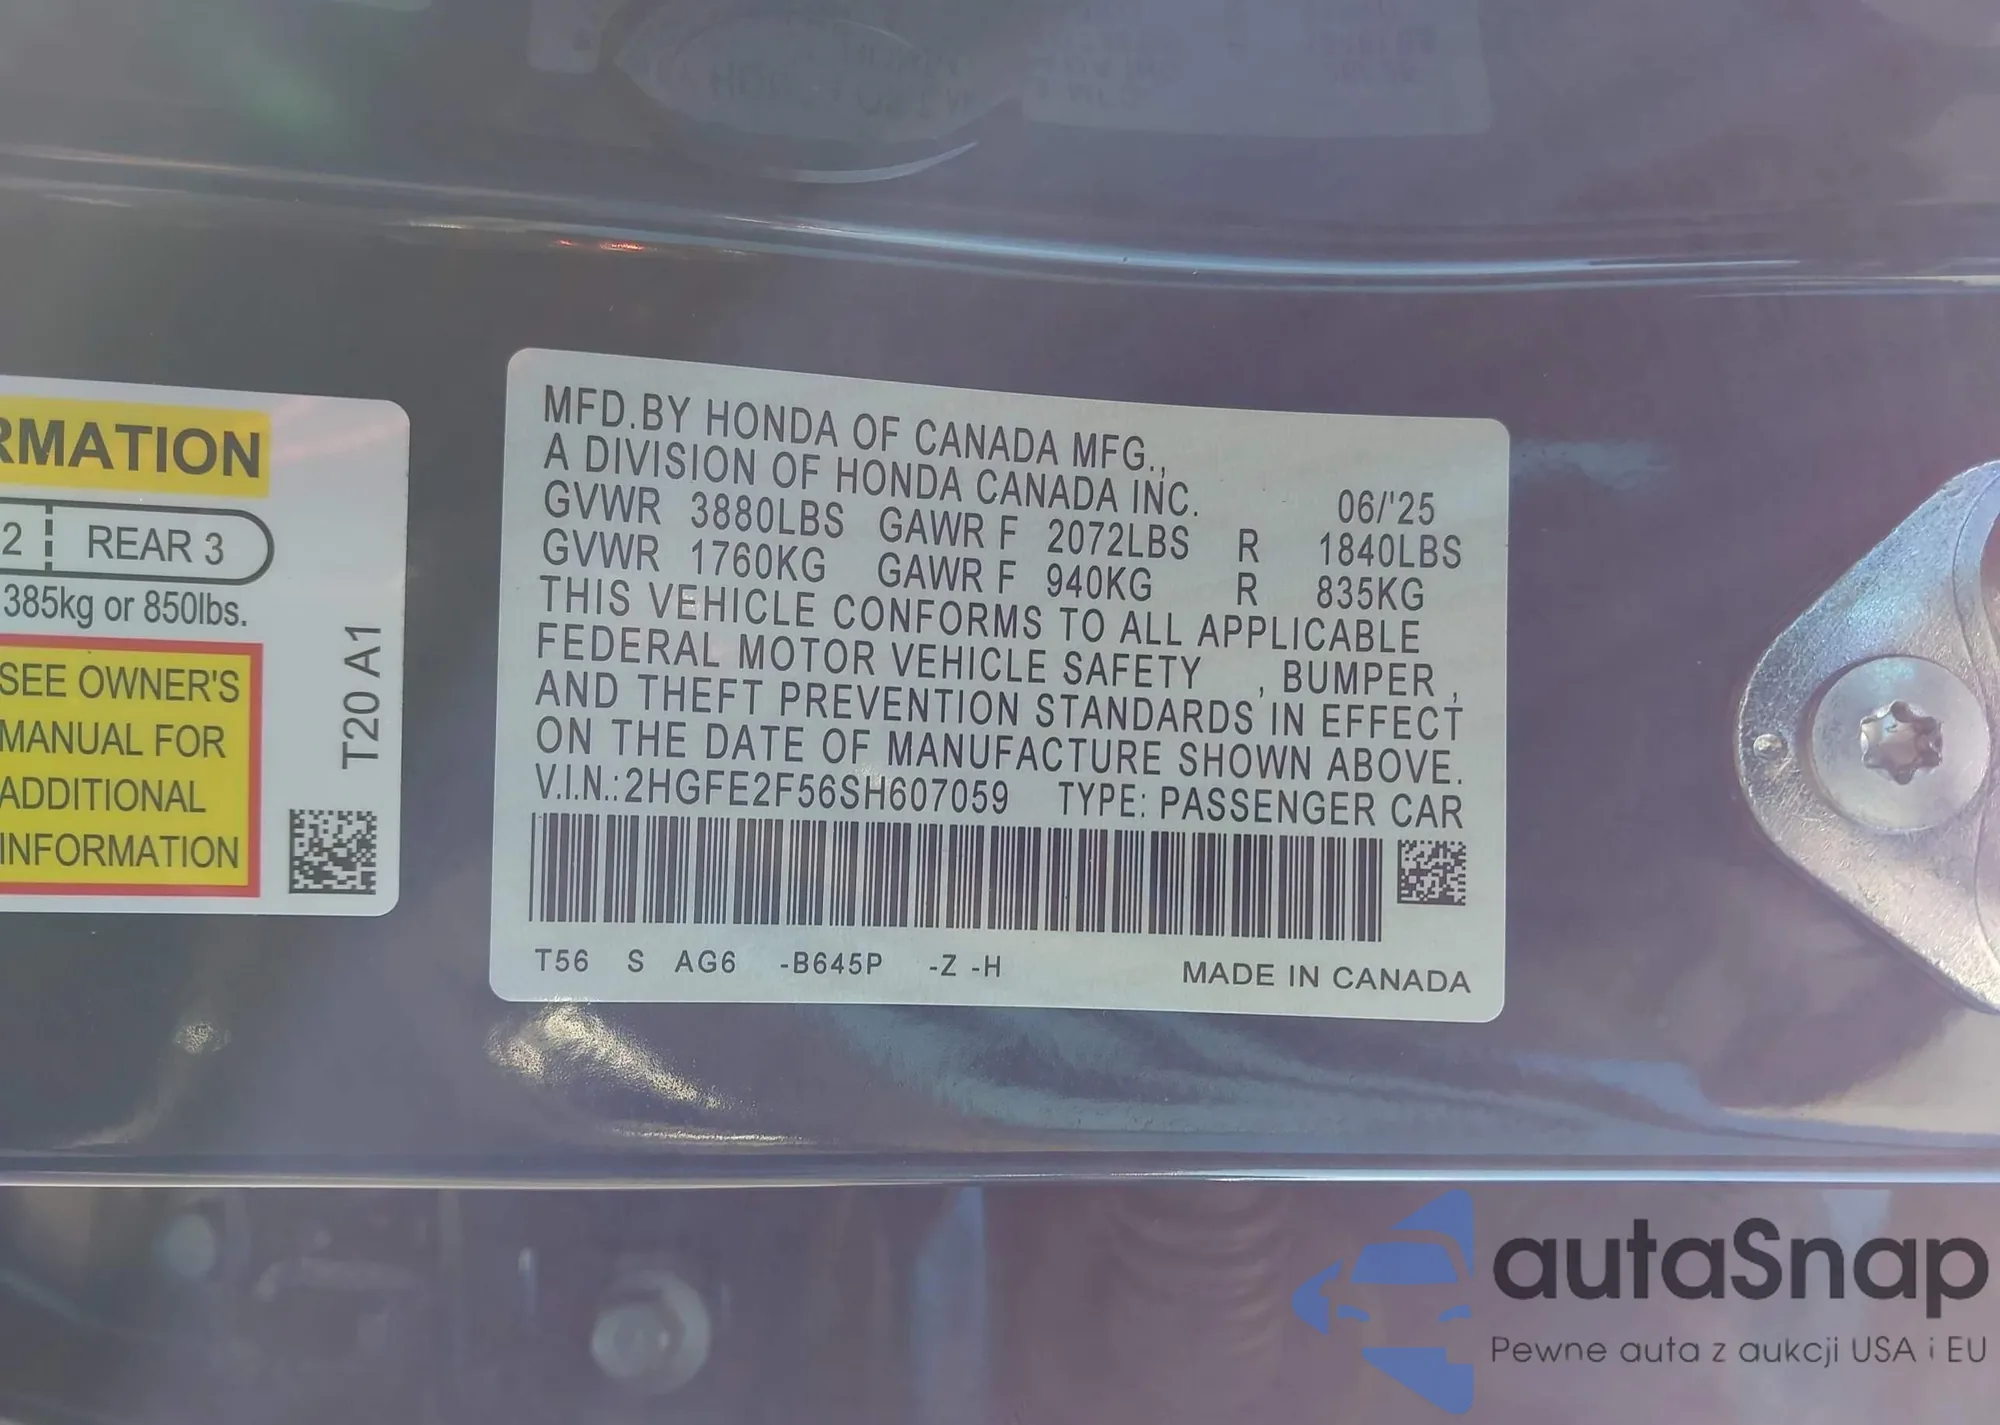 RMATION
2 REAR 3
385kg or 850lbs.
SEE OWNER'S
MANUAL FOR
ADDITIONAL
INFORMATION
T20 A1
MFD.BY HONDA OF CANADA MFG.,
A DIVISION OF HONDA CANADA INC. 06/'25
GVWR 3880LBS GAWR F 2072LBS R 1840LBS
GVWR 1760KG GAWR F 940KG R 835KG
THIS VEHICLE CONFORMS TO ALL APPLICABLE
FEDERAL MOTOR VEHICLE SAFETY , BUMPER ,
AND THEFT PREVENTION STANDARDS IN EFFECT
ON THE DATE OF MANUFACTURE SHOWN ABOVE.
V.I.N.:2HGFE2F56SH607059 TYPE: PASSENGER CAR
T56 S AG6 -B645P -Z -H MADE IN CANADA
autaSnap
Pewne auta z aukcji USA i EU